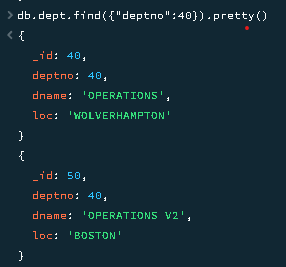 {
> db.dept.find({"deptno":40}).pretty()
< {
_id: 40,
deptno: 40,
dname: 'OPERATIONS',
loc: 'WOLVERHAMPTON'
}
{
_id: 50,
deptno: 40,
dname: 'OPERATIONS V2',
loc: 'BOSTON'
}